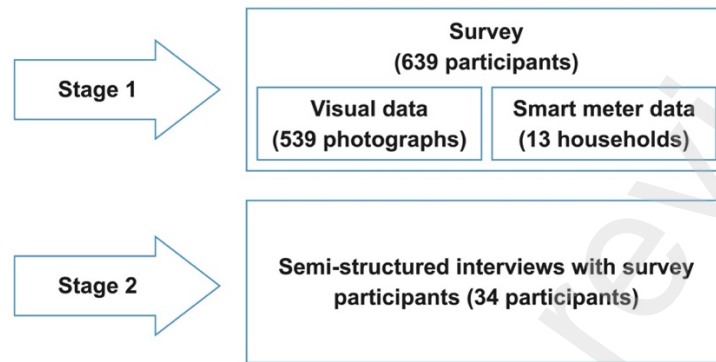 Stage 1
Survey
(639 participants)
Visual data
(539 photographs)
Smart meter data
(13 households)
Stage 2
Semi-structured interviews with survey
participants (34 participants)
revi